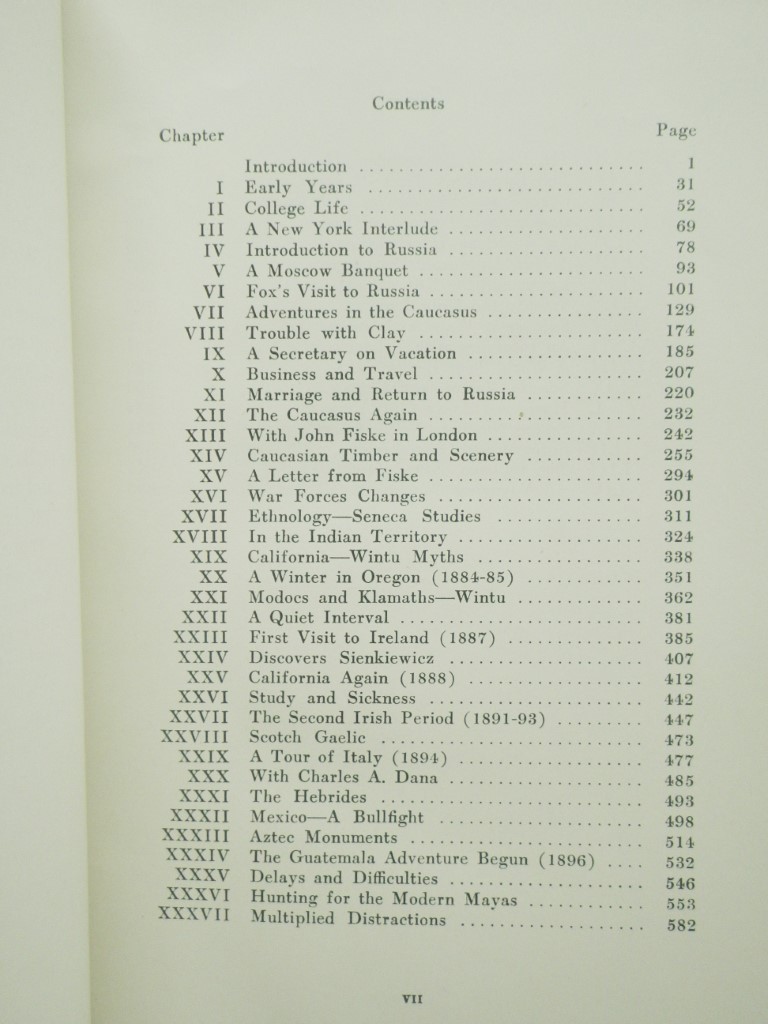 Contents
Chapter Page
Introduction ............................. 1
I Early Years ............................ 31
II College Life ............................. 52
III A New York Interlude .................... 69
IV Introduction to Russia .................... 78
V A Moscow Banquet ....................... 93
VI Fox's Visit to Russia ...................... 101
VII Adventures in the Caucasus ................ 129
VIII Trouble with Clay ........................ 174
IX A Secretary on Vacation .................. 185
X Business and Travel ...................... 207
XI Marriage and Return to Russia ............. 220
XII The Caucasus Again ...................... 232
XIII With John Fiske in London ................ 242
XIV Caucasian Timber and Scenery ............. 255
XV A Letter from Fiske ...................... 294
XVI War Forces Changes ...................... 301
XVII Ethnology—Seneca Studies ............... 311
XVIII In the Indian Territory .................... 324
XIX California—Wintu Myths .................. 338
XX A Winter in Oregon (1884-85) ............ 351
XXI Modocs and Klamaths—Wintu .............. 362
XXII A Quiet Interval ......................... 381
XXIII First Visit to Ireland (1887) .............. 385
XXIV Discovers Sienkiewicz .................... 407
XXV California Again (1888) .................. 412
XXVI Study and Sickness ....................... 442
XXVII The Second Irish Period (1891-93) ......... 447
XXVIII Scotch Gaelic ........................... 473
XXIX A Tour of Italy (1894) ................... 477
XXX With Charles A. Dana .................... 485
XXXI The Hebrides ........................... 493
XXXII Mexico—A Bullfight ..................... 498
XXXIII Aztec Monuments ........................ 514
XXXIV The Guatemala Adventure Begun (1896) .... 532
XXXV Delays and Difficulties .................... 546
XXXVI Hunting for the Modern Mayas ............ 553
XXXVII Multiplied Distractions ................... 582
VII